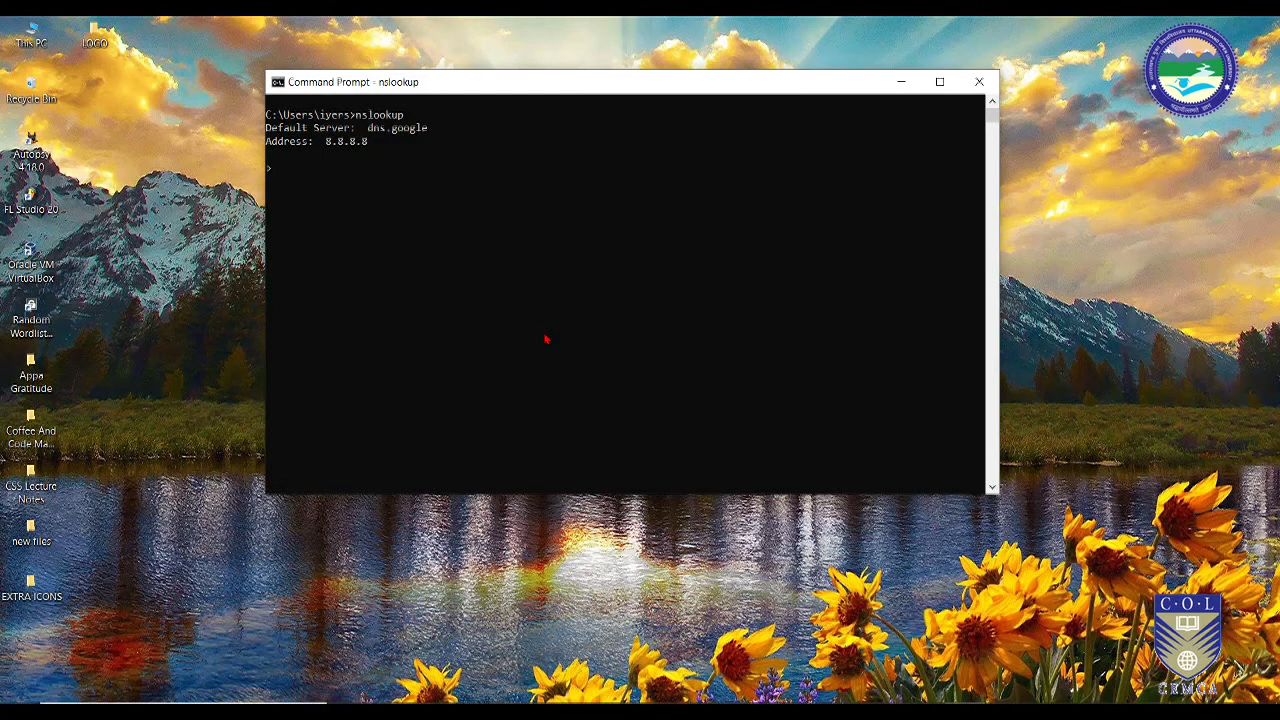 This PC
LOGO
Recycle Bin
Autopsy
4.18.0
FL Studio 20
Oracle VM
VirtualBox
Random
Wordlist...
Appa
Gratitude
Coffee And
Code Ma...
CSS Lecture
Notes
new files
EXTRA ICONS
Command Prompt - nslookup
C:\Users\iyers>nslookup
Default Server:  dns.google
Address:  8.8.8.8
>
C·O·L